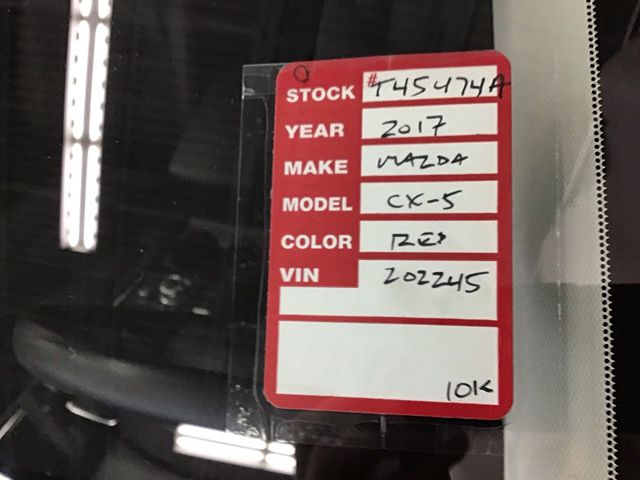 STOCK #T45474A
YEAR 2017
MAKE MAZDA
MODEL CX-5
COLOR RED
VIN 202245
10K